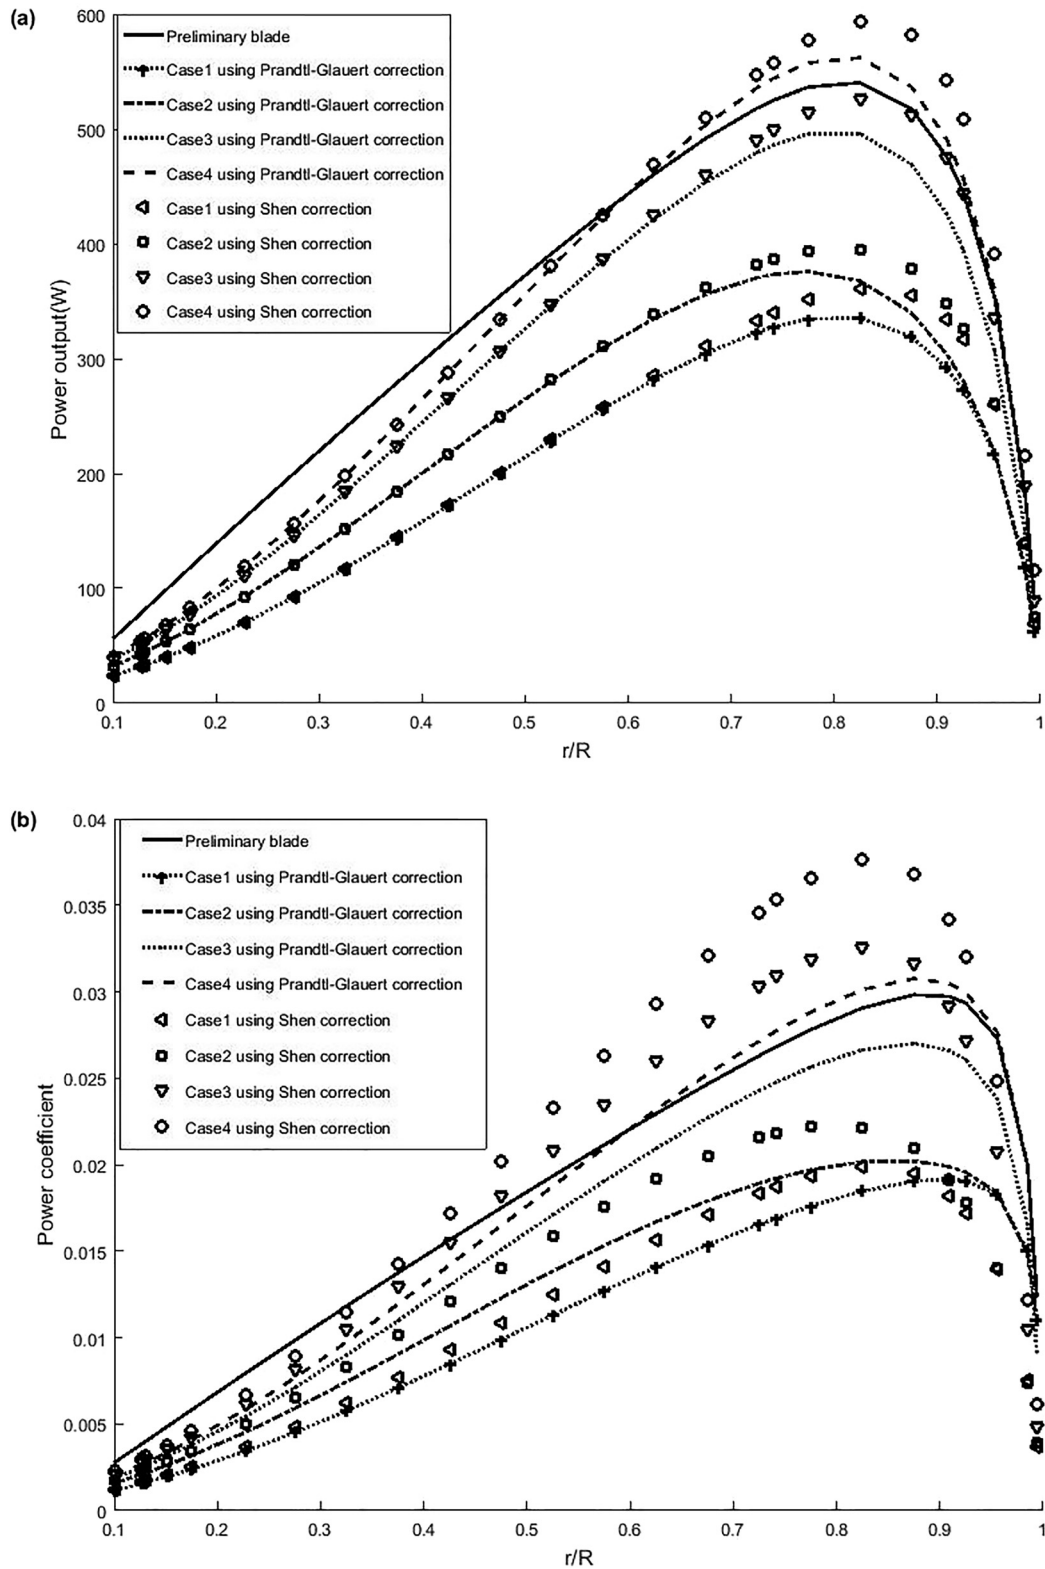 (a)
600
500
400
300
200
100
0
Power output(W)
Preliminary blade
Case1 using Prandtl-Glauert correction
Case2 using Prandtl-Glauert correction
Case3 using Prandtl-Glauert correction
Case4 using Prandtl-Glauert correction
Case1 using Shen correction
Case2 using Shen correction
Case3 using Shen correction
Case4 using Shen correction
0.1 0.2 0.3 0.4 0.5 0.6 0.7 0.8 0.9 1
r/R
(b)
0.04
0.035
0.03
0.025
0.02
0.015
0.01
0.005
0
Power coefficient
Preliminary blade
Case1 using Prandtl-Glauert correction
Case2 using Prandtl-Glauert correction
Case3 using Prandtl-Glauert correction
Case4 using Prandtl-Glauert correction
Case1 using Shen correction
Case2 using Shen correction
Case3 using Shen correction
Case4 using Shen correction
0.1 0.2 0.3 0.4 0.5 0.6 0.7 0.8 0.9 1
r/R